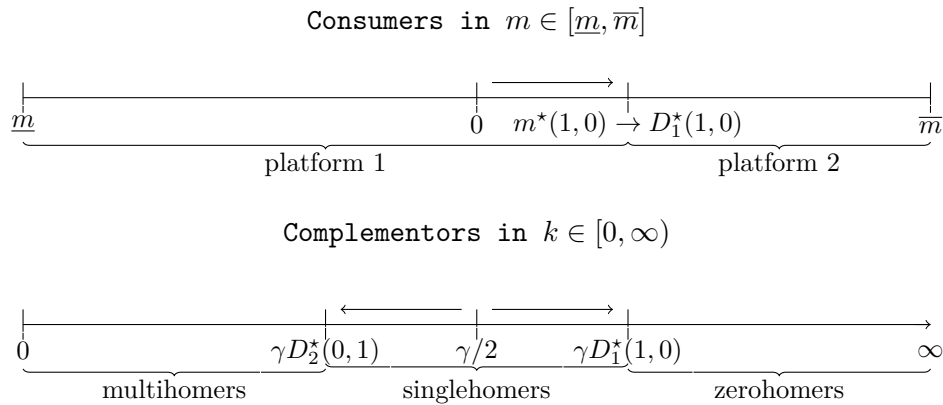 Consumers in m ∈ [m̲, m̅]
m̲ 0 m⋆(1, 0) → D₁⋆(1, 0) m̅
platform 1 platform 2
Complementors in k ∈ [0, ∞)
0 γD₂⋆(0, 1) γ/2 γD₁⋆(1, 0) ∞
multihomers singlehomers zerohomers